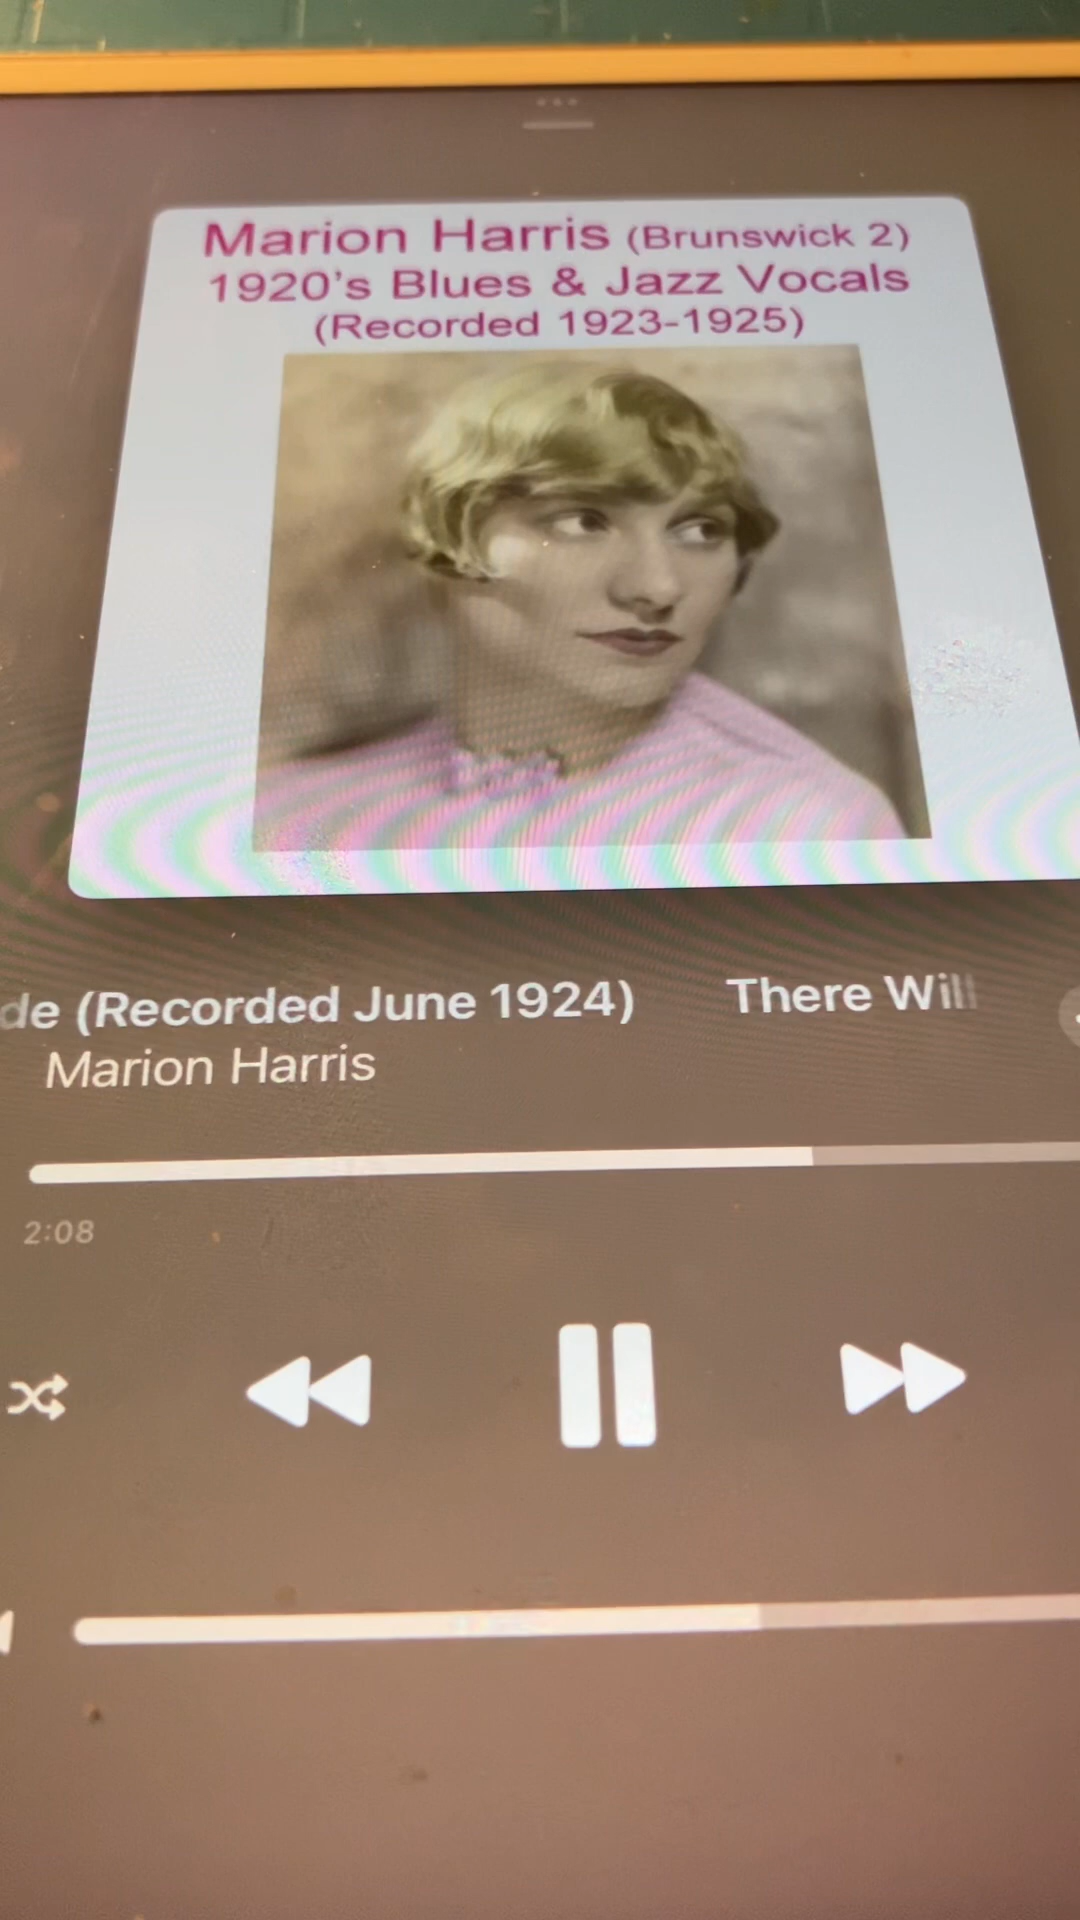 Marion Harris (Brunswick 2)
1920's Blues & Jazz Vocals
(Recorded 1923-1925)
de (Recorded June 1924) There Will
Marion Harris
2:08